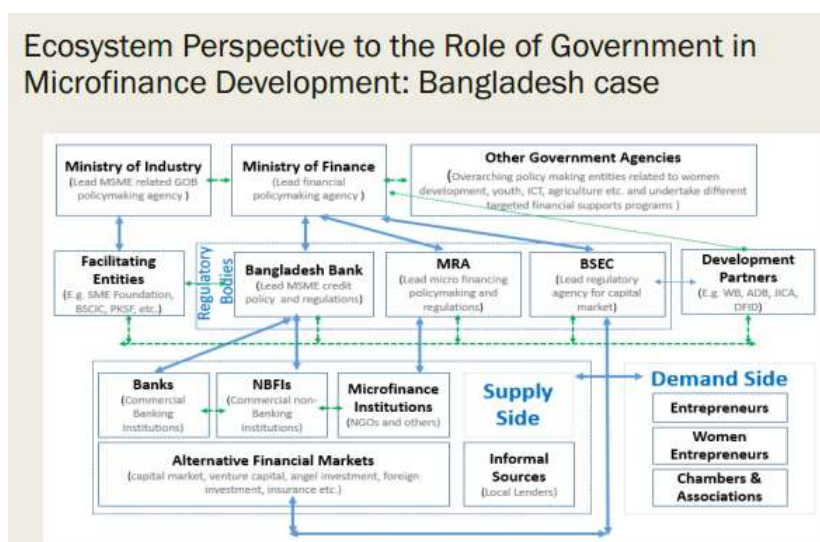 Ecosystem Perspective to the Role of Government in
Microfinance Development: Bangladesh case
Ministry of Industry
(Lead MSME related GOB
policymaking agency )
Ministry of Finance
(Lead financial
policymaking agency )
Other Government Agencies
(Overarching policy making entities related to women
development, youth, ICT, agriculture etc. and undertake different
targeted financial supports programs )
Facilitating
Entities
(E.g. SME Foundation,
BSCIC, PKSF, etc.)
Regulatory
Bodies
Bangladesh Bank
(Lead MSME credit
policy and regulations)
MRA
(Lead micro financing
policymaking and
regulations)
BSEC
(Lead regulatory
agency for capital
market)
Development
Partners
(E.g. WB, ADB, JICA,
DFID)
Banks
(Commercial
Banking
Institutions)
NBFIs
(Commercial non-
Banking
Institutions)
Microfinance
Institutions
(NGOs and others)
Supply
Side
Alternative Financial Markets
(capital market, venture capital, angel investment, foreign
investment, insurance etc.)
Informal
Sources
(Local Lenders)
Demand Side
Entrepreneurs
Women
Entrepreneurs
Chambers &
Associations